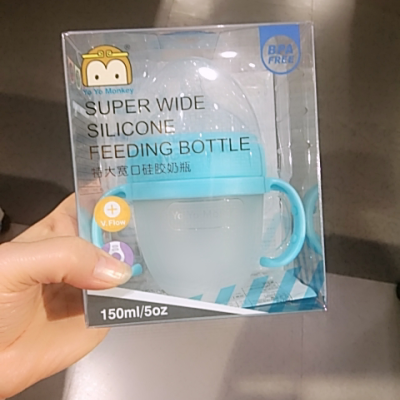 BPA
FREE
Yo Yo Monkey
SUPER WIDE
SILICONE
FEEDING BOTTLE
特大宽口硅胶奶瓶
V.Flow
150ml/5oz